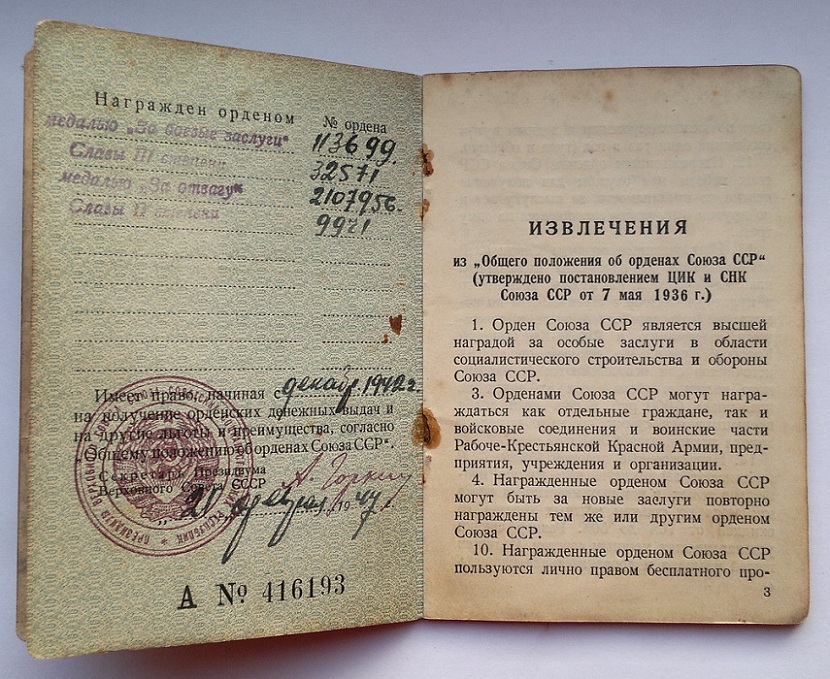 Награжден орденом
№ ордена
медалью „За боевые заслуги“ 113699.
Славы III степени 32571
медалью „За отвагу“ 2107956.
Славы II степени 9971
Имеет право, начиная с декабр 1942 г.
на получение орденских денежных выдач и
на другие льготы и преимущества, согласно
„Общему положению об орденах Союза ССР“.
Секретарь Президиума
Верховного Совета СССР А. Горкин
„20 февраля 1947 г.
А № 416193
ИЗВЛЕЧЕНИЯ
из „Общего положения об орденах Союза ССР“
(утверждено постановлением ЦИК и СНК
Союза ССР от 7 мая 1936 г.)
1. Орден Союза ССР является высшей
наградой за особые заслуги в области
социалистического строительства и обороны
Союза ССР.
3. Орденами Союза ССР могут награ-
ждаться как отдельные граждане, так и
войсковые соединения и воинские части
Рабоче-Крестьянской Красной Армии, пред-
приятия, учреждения и организации.
4. Награжденные орденом Союза ССР
могут быть за новые заслуги повторно
награждены тем же или другим орденом
Союза ССР.
10. Награжденные орденом Союза ССР
пользуются лично правом бесплатного про-
3